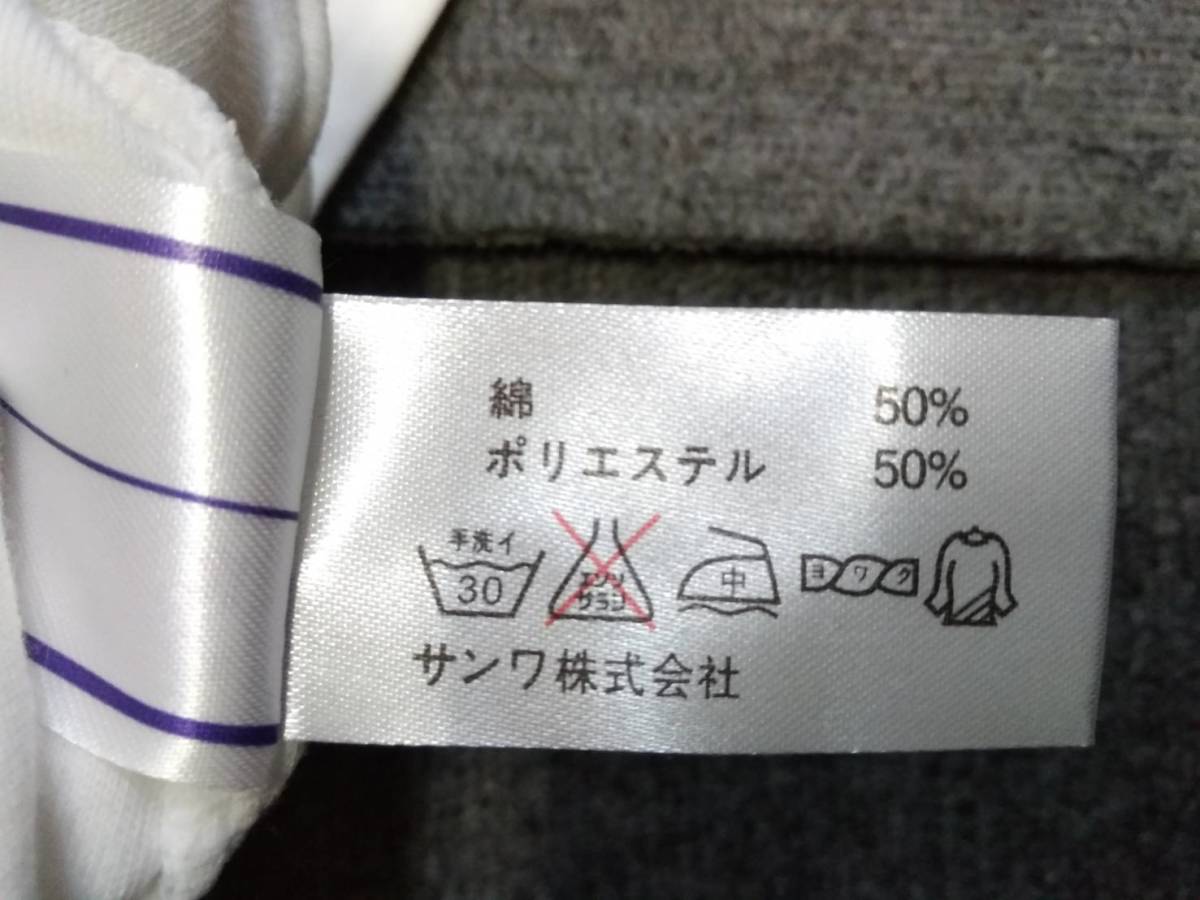 綿 50%
ポリエステル 50%
手洗イ 30 エンソ サラシ 中 ヨワク
サンワ株式会社